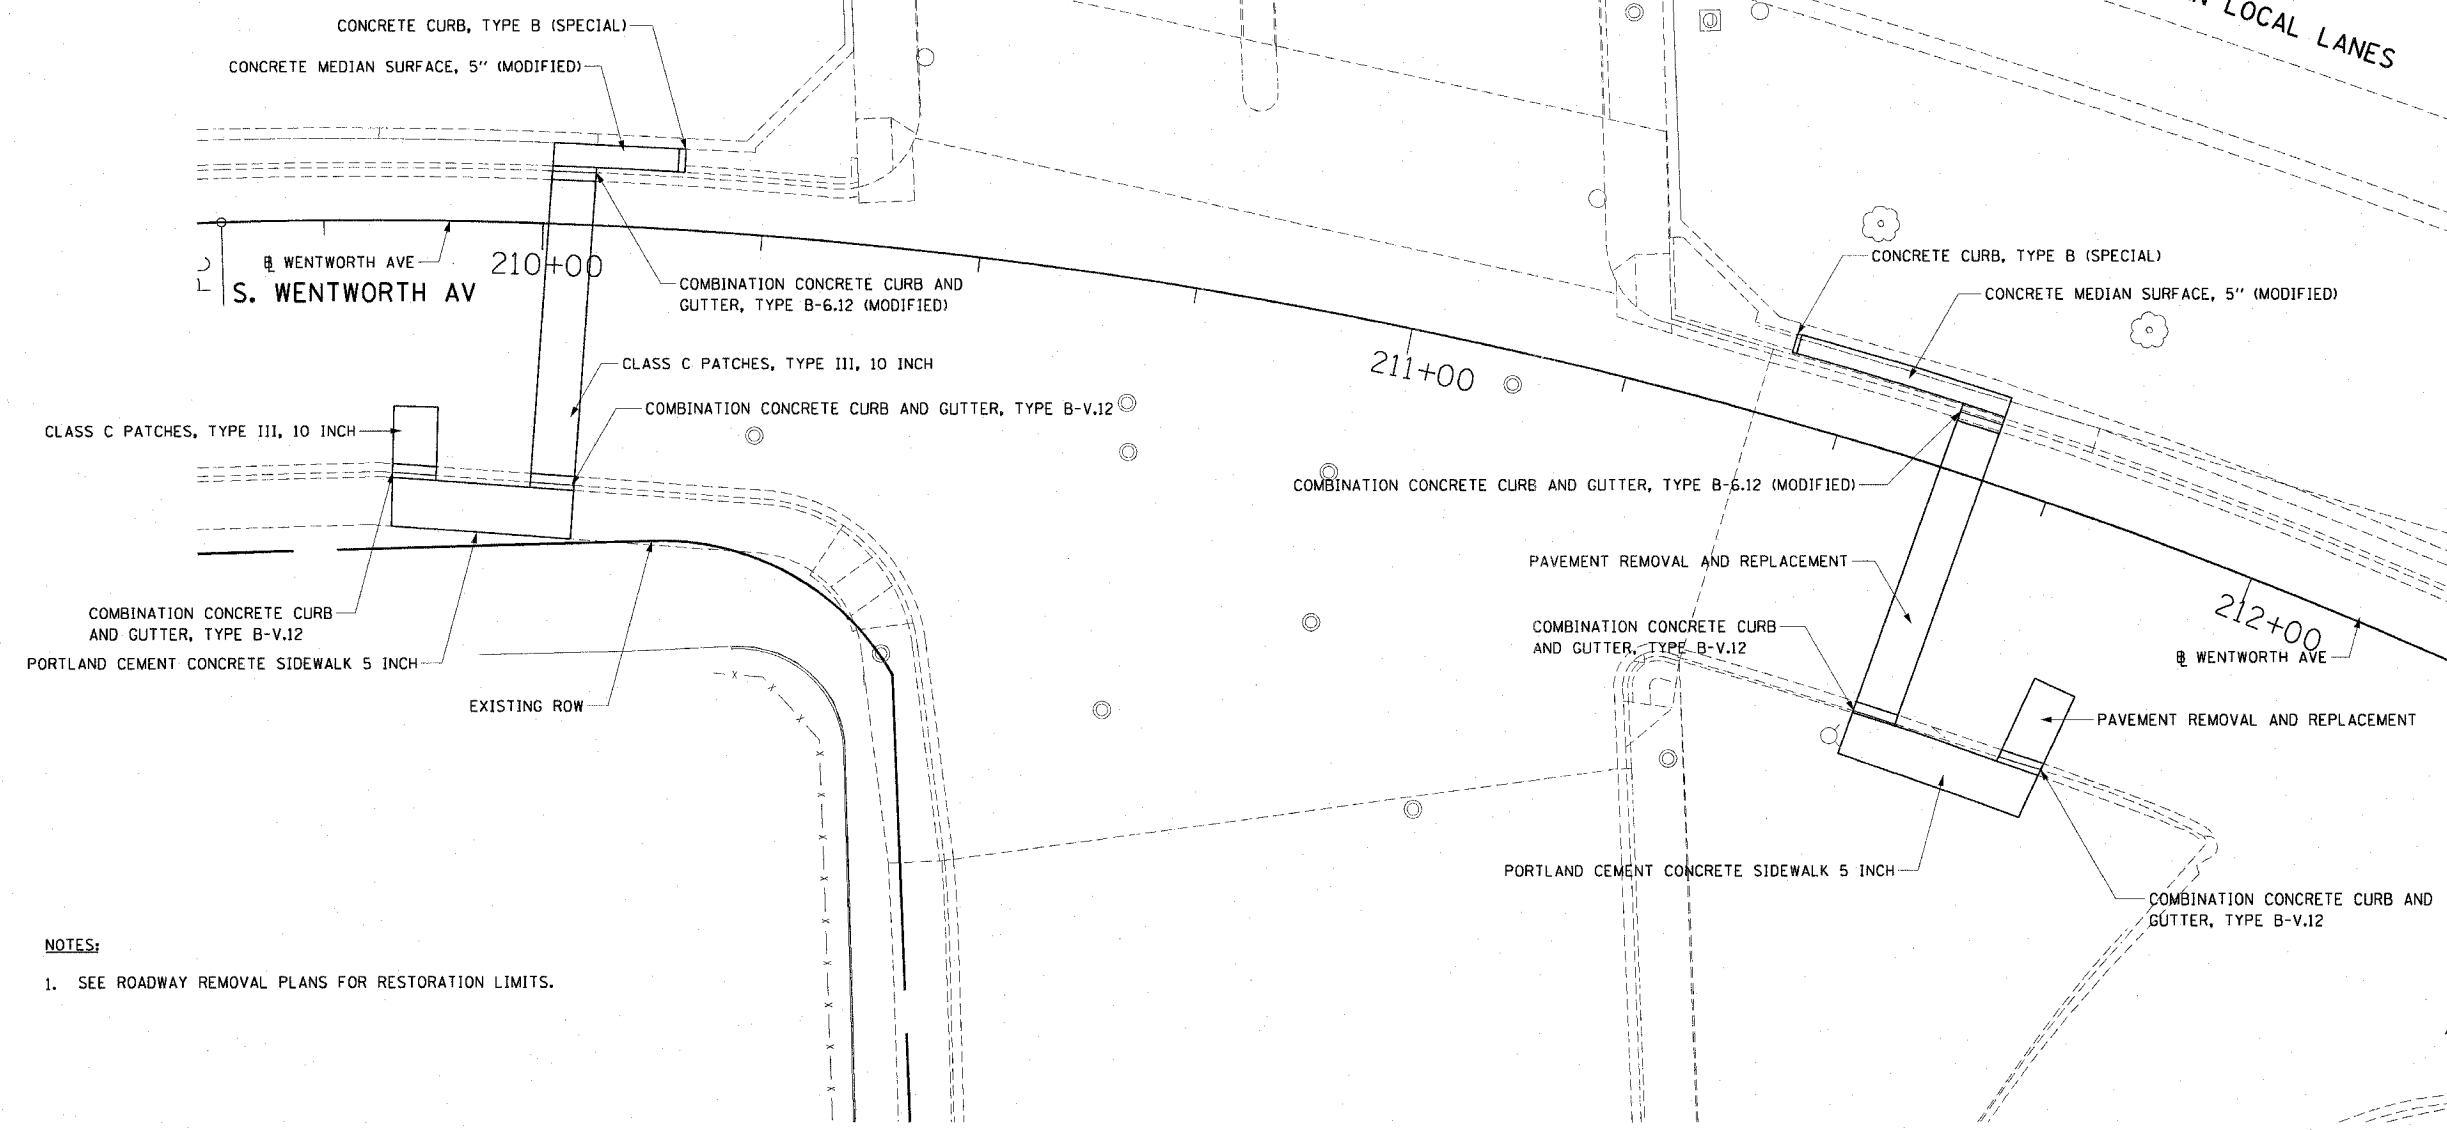 CONCRETE CURB, TYPE B (SPECIAL)
CONCRETE MEDIAN SURFACE, 5" (MODIFIED)
LOCAL LANES
℄ WENTWORTH AVE
S. WENTWORTH AV
210+00
COMBINATION CONCRETE CURB AND
GUTTER, TYPE B-6.12 (MODIFIED)
CLASS C PATCHES, TYPE III, 10 INCH
COMBINATION CONCRETE CURB AND GUTTER, TYPE B-V.12
CLASS C PATCHES, TYPE III, 10 INCH
COMBINATION CONCRETE CURB
AND GUTTER, TYPE B-V.12
PORTLAND CEMENT CONCRETE SIDEWALK 5 INCH
EXISTING ROW
CONCRETE CURB, TYPE B (SPECIAL)
CONCRETE MEDIAN SURFACE, 5" (MODIFIED)
211+00
COMBINATION CONCRETE CURB AND GUTTER, TYPE B-6.12 (MODIFIED)
PAVEMENT REMOVAL AND REPLACEMENT
COMBINATION CONCRETE CURB
AND GUTTER, TYPE B-V.12
212+00
℄ WENTWORTH AVE
PAVEMENT REMOVAL AND REPLACEMENT
PORTLAND CEMENT CONCRETE SIDEWALK 5 INCH
COMBINATION CONCRETE CURB AND
GUTTER, TYPE B-V.12
NOTES:
1. SEE ROADWAY REMOVAL PLANS FOR RESTORATION LIMITS.